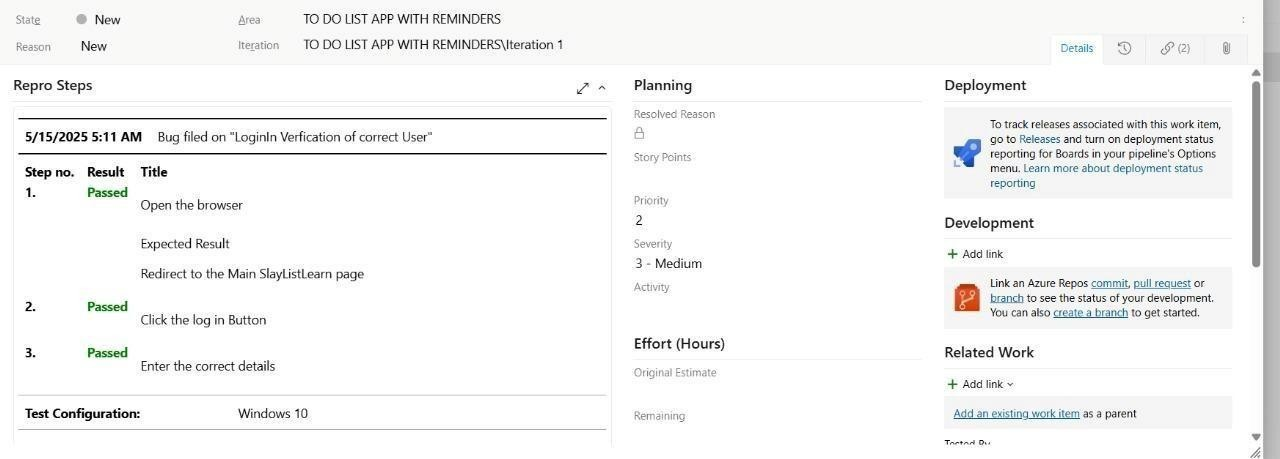 State New Area TO DO LIST APP WITH REMINDERS
Reason New Iteration TO DO LIST APP WITH REMINDERS\Iteration 1
Details (2)
Repro Steps
5/15/2025 5:11 AM Bug filed on "LoginIn Verfication of correct User"
Step no. Result Title
1. Passed
Open the browser
Expected Result
Redirect to the Main SlayListLearn page
2. Passed
Click the log in Button
3. Passed
Enter the correct details
Test Configuration: Windows 10
Planning
Resolved Reason
Story Points
Priority
2
Severity
3 - Medium
Activity
Effort (Hours)
Original Estimate
Remaining
Deployment
To track releases associated with this work item,
go to Releases and turn on deployment status
reporting for Boards in your pipeline's Options
menu. Learn more about deployment status
reporting
Development
+ Add link
Link an Azure Repos commit, pull request or
branch to see the status of your development.
You can also create a branch to get started.
Related Work
+ Add link
Add an existing work item as a parent
Tested By